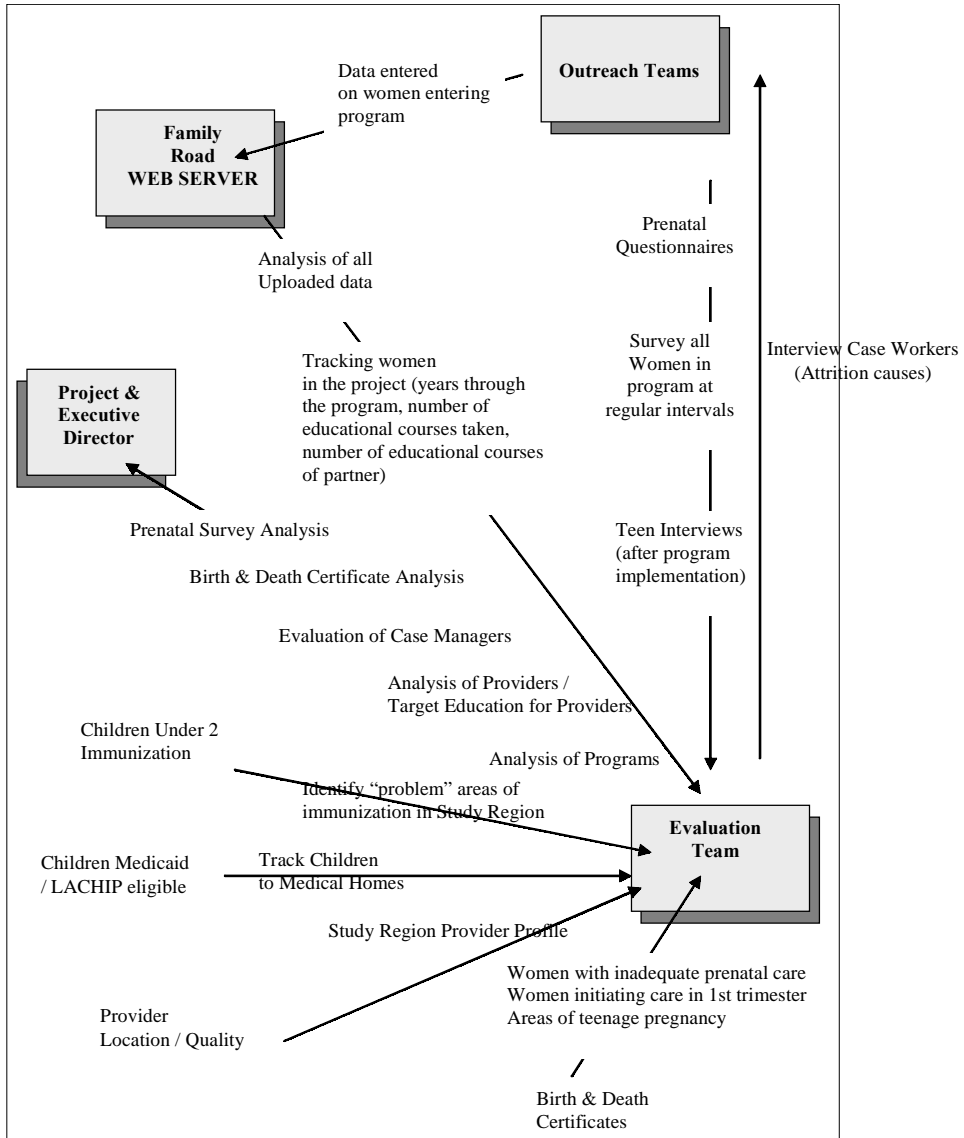 Outreach Teams
Data entered
on women entering
program
Family
Road
WEB SERVER
Prenatal
Questionnaires
Analysis of all
Uploaded data
Survey all
Women in
program at
regular intervals
Interview Case Workers
(Attrition causes)
Tracking women
in the project (years through
the program, number of
educational courses taken,
number of educational courses
of partner)
Project &
Executive
Director
Teen Interviews
(after program
implementation)
Prenatal Survey Analysis
Birth & Death Certificate Analysis
Evaluation of Case Managers
Analysis of Providers /
Target Education for Providers
Analysis of Programs
Children Under 2
Immunization
Identify “problem” areas of
immunization in Study Region
Evaluation
Team
Children Medicaid
/ LACHIP eligible
Track Children
to Medical Homes
Study Region Provider Profile
Women with inadequate prenatal care
Women initiating care in 1st trimester
Areas of teenage pregnancy
Provider
Location / Quality
Birth & Death
Certificates